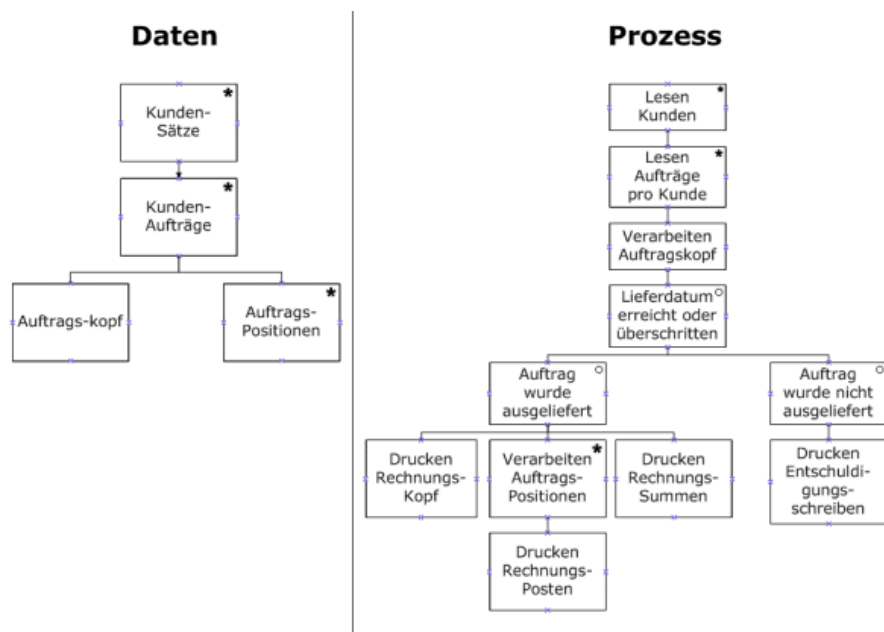 Daten
Kunden-
Sätze
*
Kunden-
Aufträge
*
Auftrags-kopf
Auftrags-
Positionen
*
Prozess
Lesen
Kunden
*
Lesen
Aufträge
pro Kunde
*
Verarbeiten
Auftragskopf
Lieferdatum
erreicht oder
überschritten
Auftrag
wurde
ausgeliefert
Auftrag
wurde nicht
ausgeliefert
Drucken
Rechnungs-
Kopf
Verarbeiten
Auftrags-
Positionen
*
Drucken
Rechnungs-
Summen
Drucken
Entschuldi-
gungs-
schreiben
Drucken
Rechnungs-
Posten